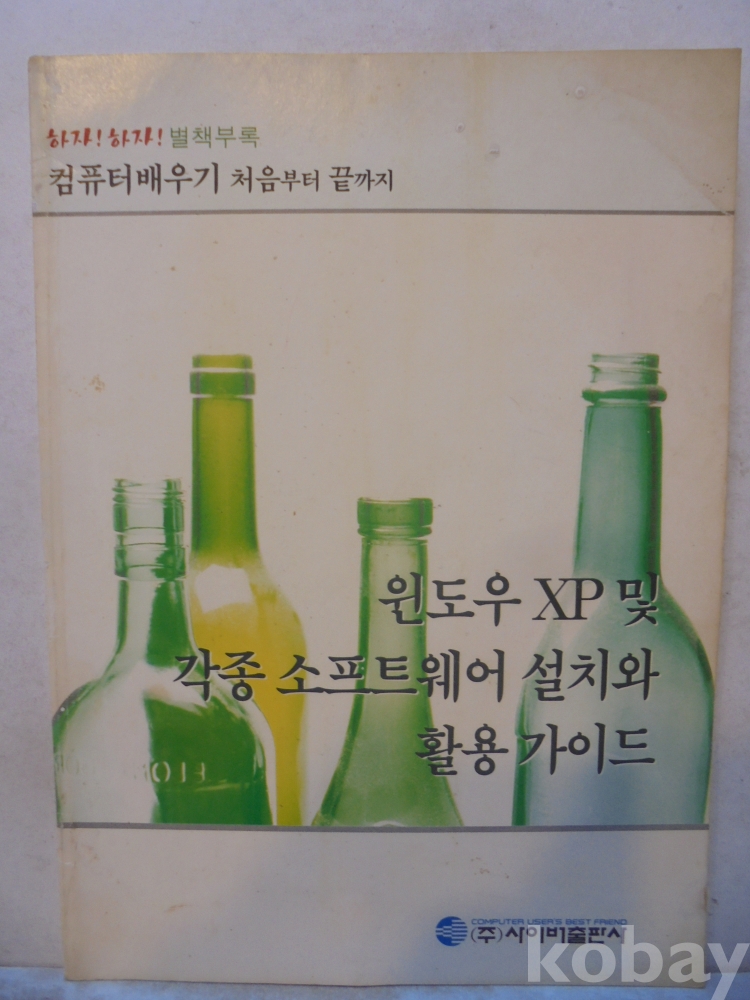 하자! 하자! 별책부록
컴퓨터배우기 처음부터 끝까지
윈도우 XP 및
각종 소프트웨어 설치와
활용 가이드
COMPUTER USER'S BEST FRIEND
(주)사이버출판사
kobay